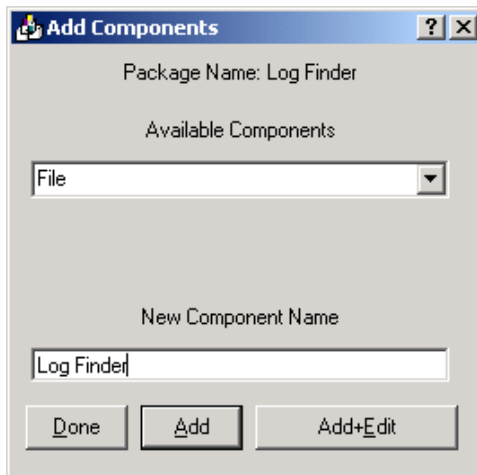 Add Components
Package Name: Log Finder
Available Components
File
New Component Name
Log Finder
Done Add Add+Edit